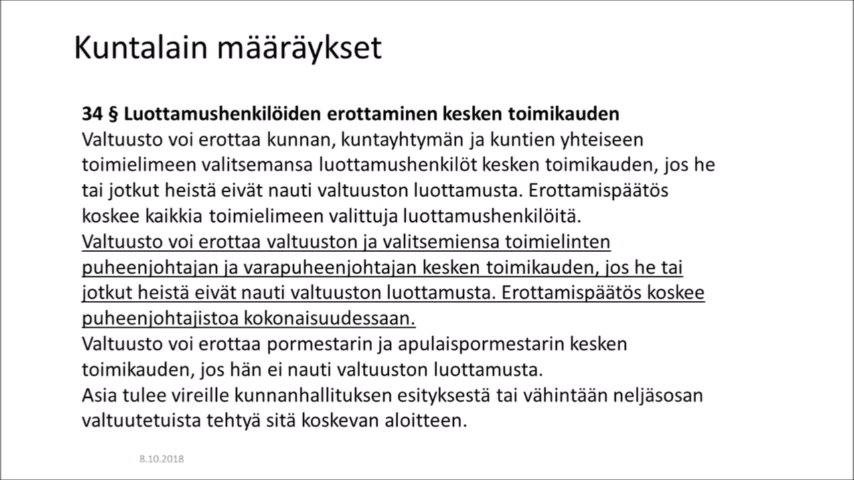 Kuntalain määräykset
34 § Luottamushenkilöiden erottaminen kesken toimikauden
Valtuusto voi erottaa kunnan, kuntayhtymän ja kuntien yhteiseen
toimielimeen valitsemansa luottamushenkilöt kesken toimikauden, jos he
tai jotkut heistä eivät nauti valtuuston luottamusta. Erottamispäätös
koskee kaikkia toimielimeen valittuja luottamushenkilöitä.
Valtuusto voi erottaa valtuuston ja valitsemiensa toimielinten
puheenjohtajan ja varapuheenjohtajan kesken toimikauden, jos he tai
jotkut heistä eivät nauti valtuuston luottamusta. Erottamispäätös koskee
puheenjohtajistoa kokonaisuudessaan.
Valtuusto voi erottaa pormestarin ja apulaispormestarin kesken
toimikauden, jos hän ei nauti valtuuston luottamusta.
Asia tulee vireille kunnanhallituksen esityksestä tai vähintään neljäsosan
valtuutetuista tehtyä sitä koskevan aloitteen.
8.10.2018